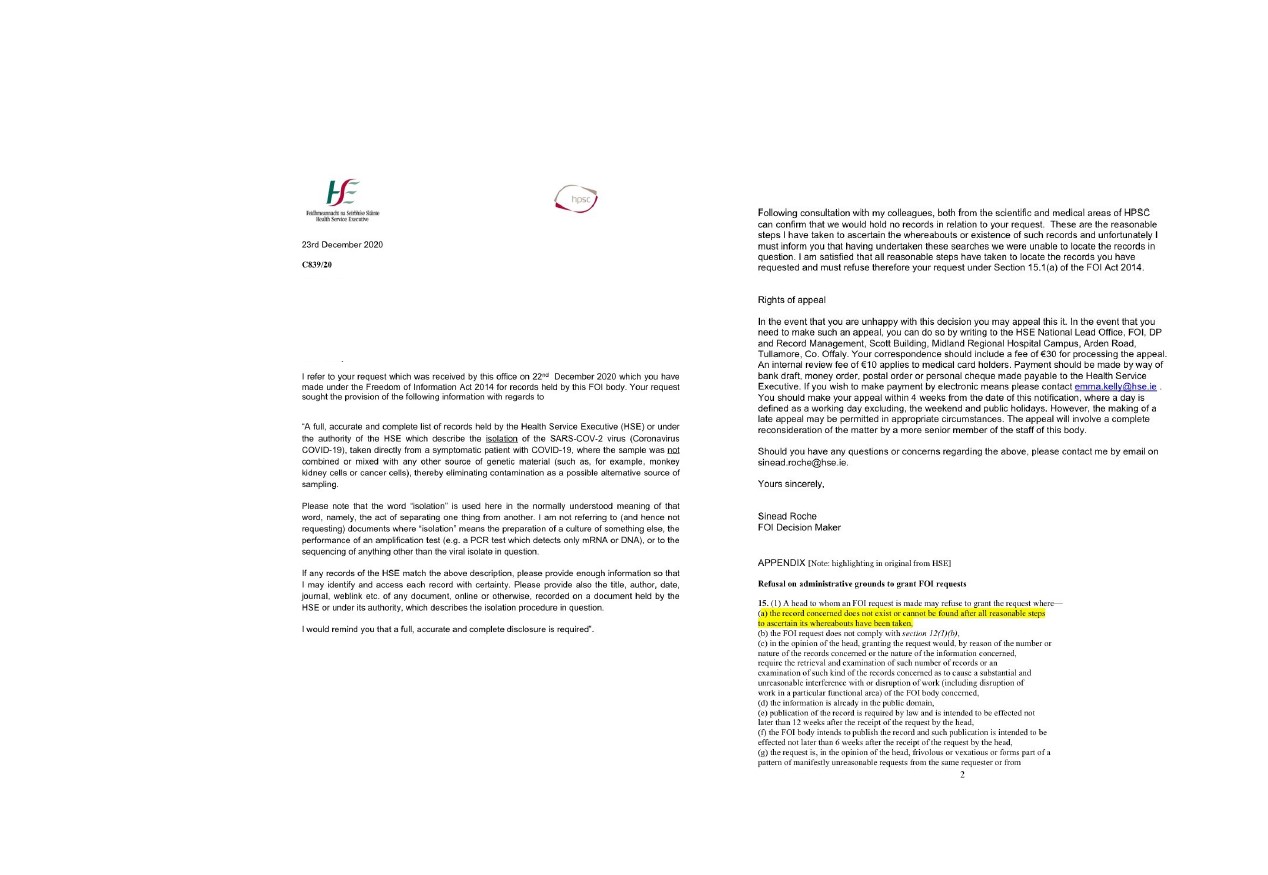 Feidhmeannacht na Seirbhíse Sláinte
Health Service Executive
hpsc
23rd December 2020
C839/20
.
I refer to your request which was received by this office on 22nd December 2020 which you have
made under the Freedom of Information Act 2014 for records held by this FOI body. Your request
sought the provision of the following information with regards to
“A full, accurate and complete list of records held by the Health Service Executive (HSE) or under
the authority of the HSE which describe the isolation of the SARS-COV-2 virus (Coronavirus
COVID-19), taken directly from a symptomatic patient with COVID-19, where the sample was not
combined or mixed with any other source of genetic material (such as, for example, monkey
kidney cells or cancer cells), thereby eliminating contamination as a possible alternative source of
sampling.
Please note that the word “isolation” is used here in the normally understood meaning of that
word, namely, the act of separating one thing from another. I am not referring to (and hence not
requesting) documents where “isolation” means the preparation of a culture of something else, the
performance of an amplification test (e.g. a PCR test which detects only mRNA or DNA), or to the
sequencing of anything other than the viral isolate in question.
If any records of the HSE match the above description, please provide enough information so that
I may identify and access each record with certainty. Please provide also the title, author, date,
journal, weblink etc. of any document, online or otherwise, recorded on a document held by the
HSE or under its authority, which describes the isolation procedure in question.
I would remind you that a full, accurate and complete disclosure is required”.
Following consultation with my colleagues, both from the scientific and medical areas of HPSC
can confirm that we would hold no records in relation to your request. These are the reasonable
steps I have taken to ascertain the whereabouts or existence of such records and unfortunately I
must inform you that having undertaken these searches we were unable to locate the records in
question. I am satisfied that all reasonable steps have taken to locate the records you have
requested and must refuse therefore your request under Section 15.1(a) of the FOI Act 2014.
Rights of appeal
In the event that you are unhappy with this decision you may appeal this it. In the event that you
need to make such an appeal, you can do so by writing to the HSE National Lead Office, FOI, DP
and Record Management, Scott Building, Midland Regional Hospital Campus, Arden Road,
Tullamore, Co. Offaly. Your correspondence should include a fee of €30 for processing the appeal.
An internal review fee of €10 applies to medical card holders. Payment should be made by way of
bank draft, money order, postal order or personal cheque made payable to the Health Service
Executive. If you wish to make payment by electronic means please contact emma.kelly@hse.ie .
You should make your appeal within 4 weeks from the date of this notification, where a day is
defined as a working day excluding, the weekend and public holidays. However, the making of a
late appeal may be permitted in appropriate circumstances. The appeal will involve a complete
reconsideration of the matter by a more senior member of the staff of this body.
Should you have any questions or concerns regarding the above, please contact me by email on
sinead.roche@hse.ie.
Yours sincerely,
Sinead Roche
FOI Decision Maker
APPENDIX [Note: highlighting in original from HSE]
Refusal on administrative grounds to grant FOI requests
15. (1) A head to whom an FOI request is made may refuse to grant the request where—
(a) the record concerned does not exist or cannot be found after all reasonable steps
to ascertain its whereabouts have been taken,
(b) the FOI request does not comply with section 12(1)(b),
(c) in the opinion of the head, granting the request would, by reason of the number or
nature of the records concerned or the nature of the information concerned,
require the retrieval and examination of such number of records or an
examination of such kind of the records concerned as to cause a substantial and
unreasonable interference with or disruption of work (including disruption of
work in a particular functional area) of the FOI body concerned,
(d) the information is already in the public domain,
(e) publication of the record is required by law and is intended to be effected not
later than 12 weeks after the receipt of the request by the head,
(f) the FOI body intends to publish the record and such publication is intended to be
effected not later than 6 weeks after the receipt of the request by the head,
(g) the request is, in the opinion of the head, frivolous or vexatious or forms part of a
pattern of manifestly unreasonable requests from the same requester or from
2